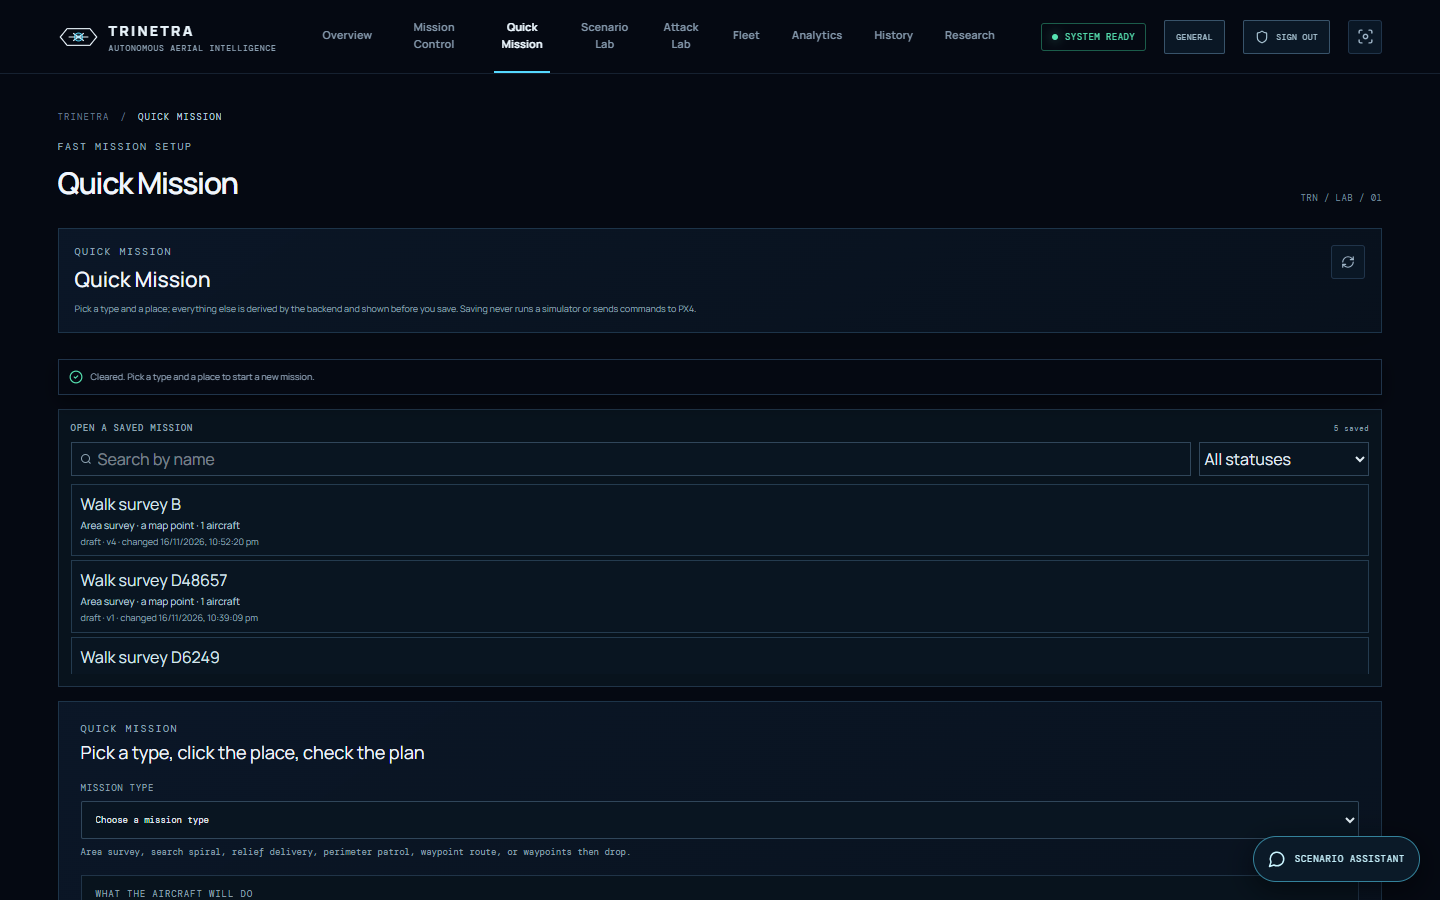 TRINETRA
AUTONOMOUS AERIAL INTELLIGENCE
Overview
Mission
Control
Quick
Mission
Scenario
Lab
Attack
Lab
Fleet
Analytics
History
Research
SYSTEM READY
GENERAL
SIGN OUT
TRINETRA / QUICK MISSION
FAST MISSION SETUP
Quick Mission
TRN / LAB / 01
QUICK MISSION
Quick Mission
Pick a type and a place; everything else is derived by the backend and shown before you save. Saving never runs a simulator or sends commands to PX4.
Cleared. Pick a type and a place to start a new mission.
OPEN A SAVED MISSION
5 saved
Search by name
All statuses
Walk survey B
Area survey · a map point · 1 aircraft
draft · v4 · changed 16/11/2026, 10:52:20 pm
Walk survey D48657
Area survey · a map point · 1 aircraft
draft · v1 · changed 16/11/2026, 10:39:09 pm
Walk survey D6249
QUICK MISSION
Pick a type, click the place, check the plan
MISSION TYPE
Choose a mission type
Area survey, search spiral, relief delivery, perimeter patrol, waypoint route, or waypoints then drop.
SCENARIO ASSISTANT
WHAT THE AIRCRAFT WILL DO